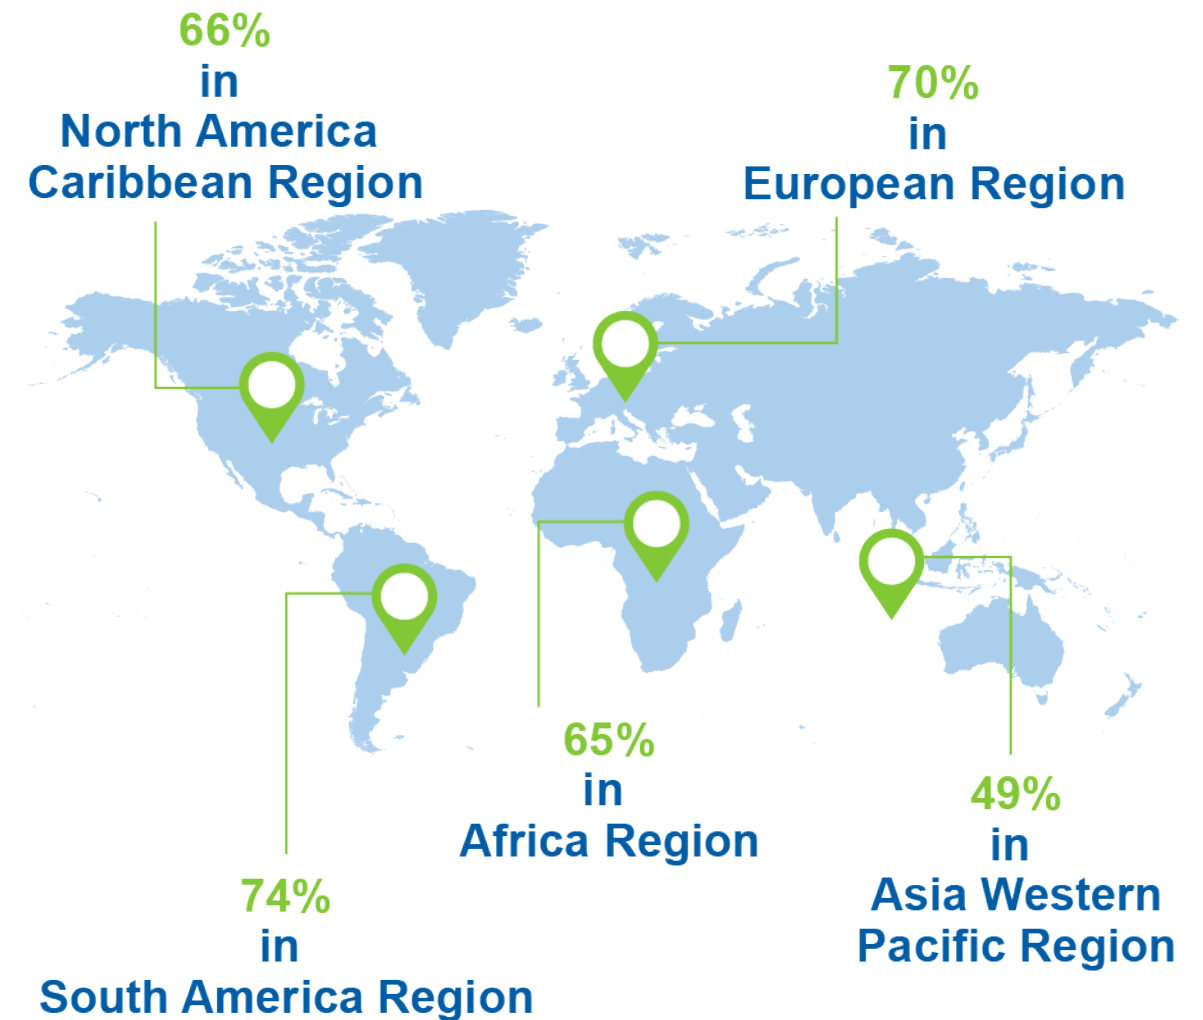 66%
in
North America
Caribbean Region
70%
in
European Region
65%
in
Africa Region
49%
in
Asia Western
Pacific Region
74%
in
South America Region